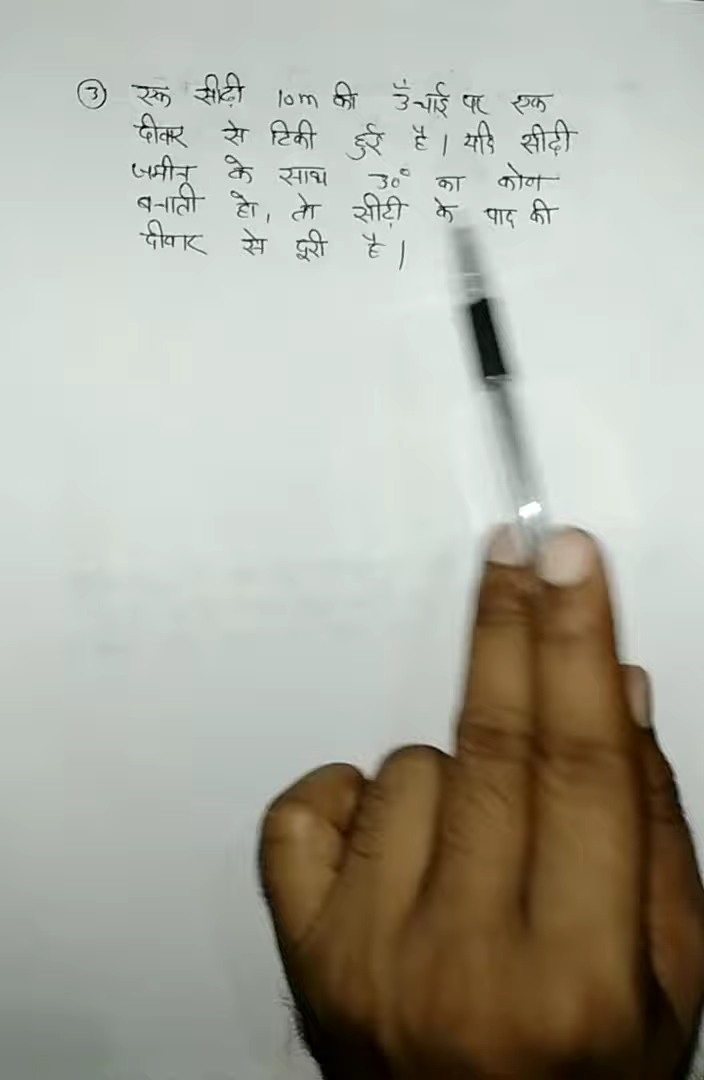 ③ एक सीढ़ी 10m की उँचाई पर एक
दीवार से टिकी हुई है। यदि सीढ़ी
जमीन के साथ 30° का कोण
बनाती हो, तो सीढ़ी के पाद की
दीवार से दूरी है।